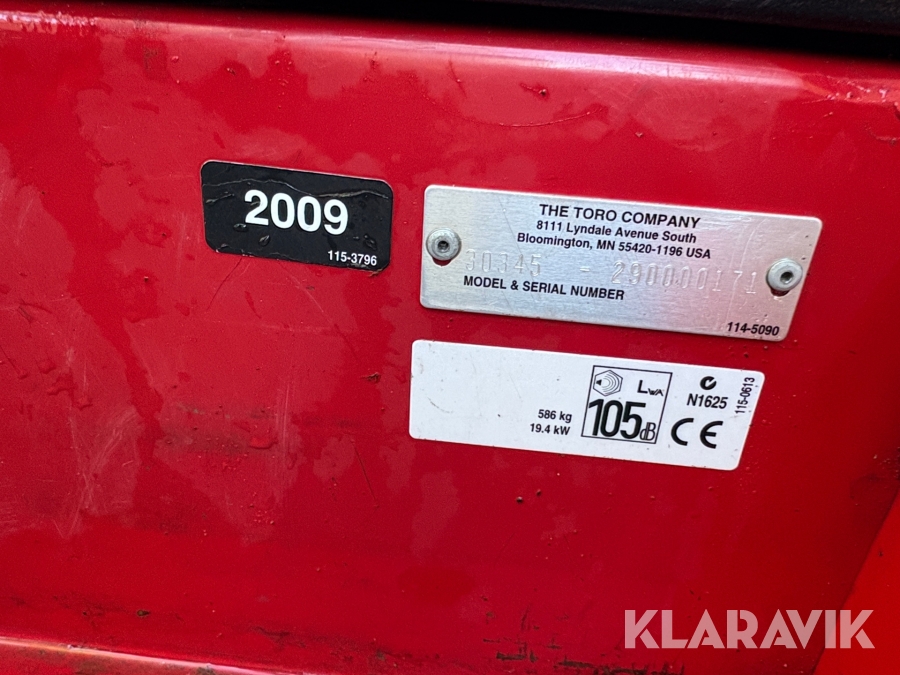 2009
115-3796
THE TORO COMPANY
8111 Lyndale Avenue South
Bloomington, MN 55420-1196 USA
30345 - 290000171
MODEL & SERIAL NUMBER
114-5090
586 kg
19.4 kW
LWA
105dB
N1625
CE
115-0613
KLARAVIK